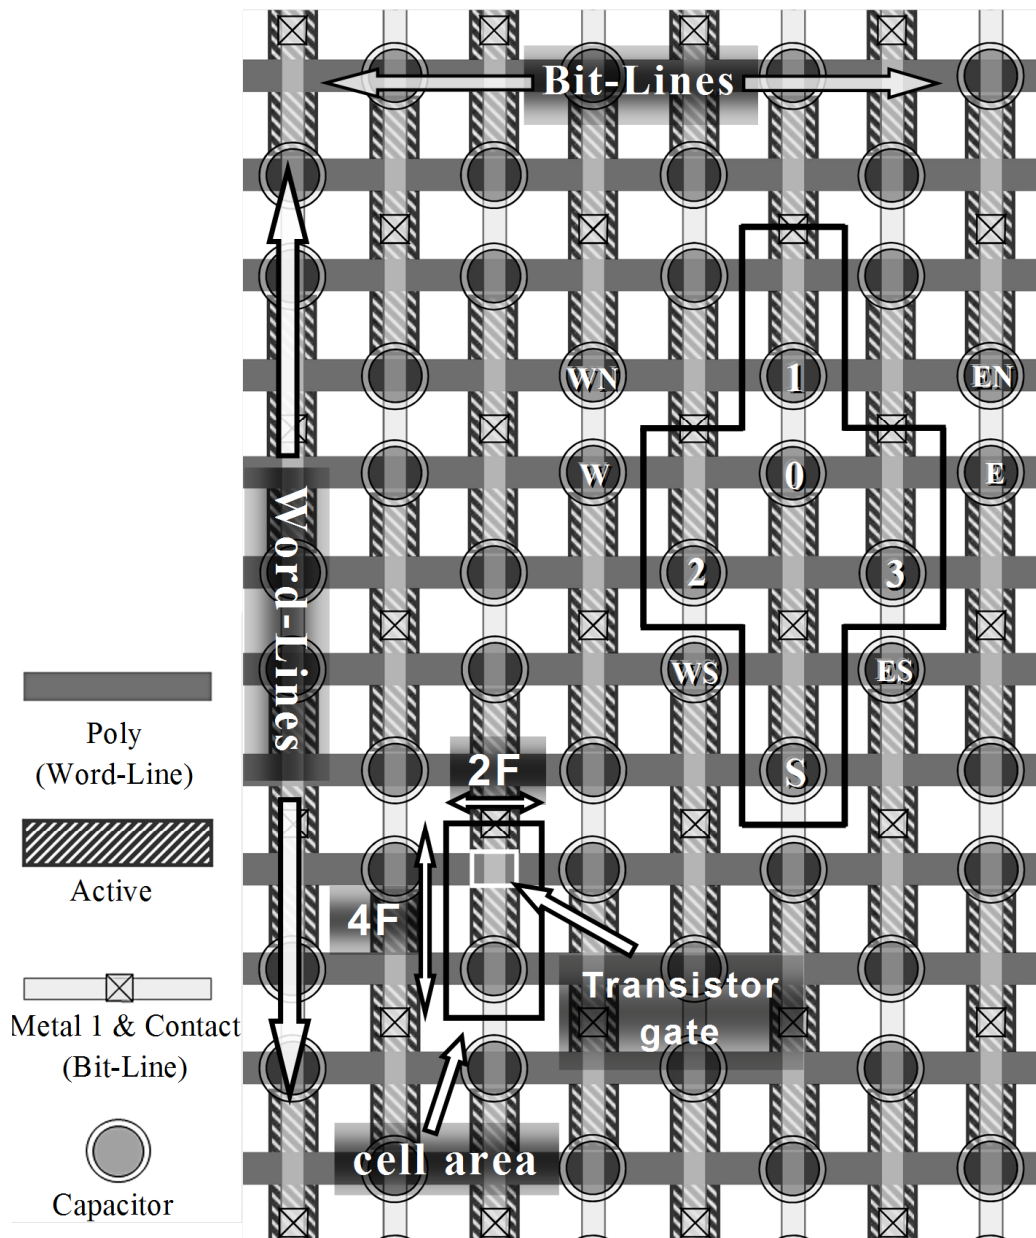 Bit-Lines
WN
1
EN
W
0
E
Word-Lines
2
3
WS
ES
Poly
(Word-Line)
2F
S
Active
4F
Transistor
gate
Metal 1 & Contact
(Bit-Line)
cell area
Capacitor